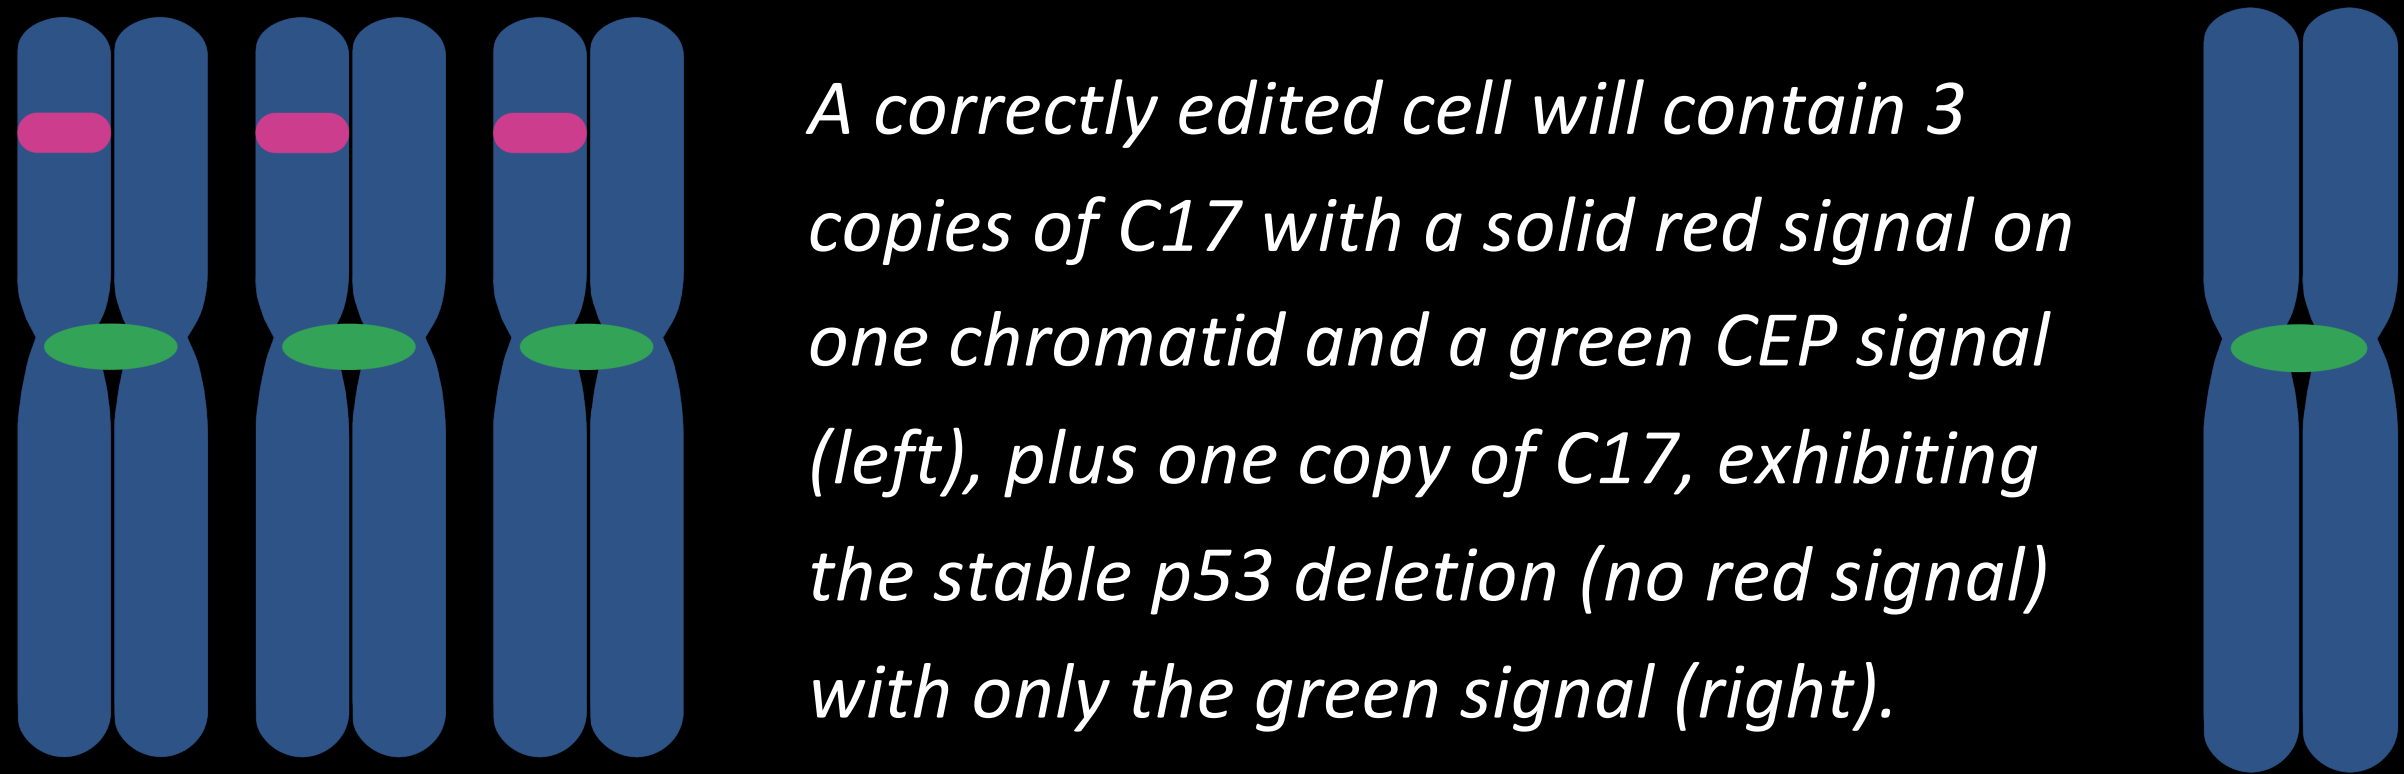 A correctly edited cell will contain 3
copies of C17 with a solid red signal on
one chromatid and a green CEP signal
(left), plus one copy of C17, exhibiting
the stable p53 deletion (no red signal)
with only the green signal (right).